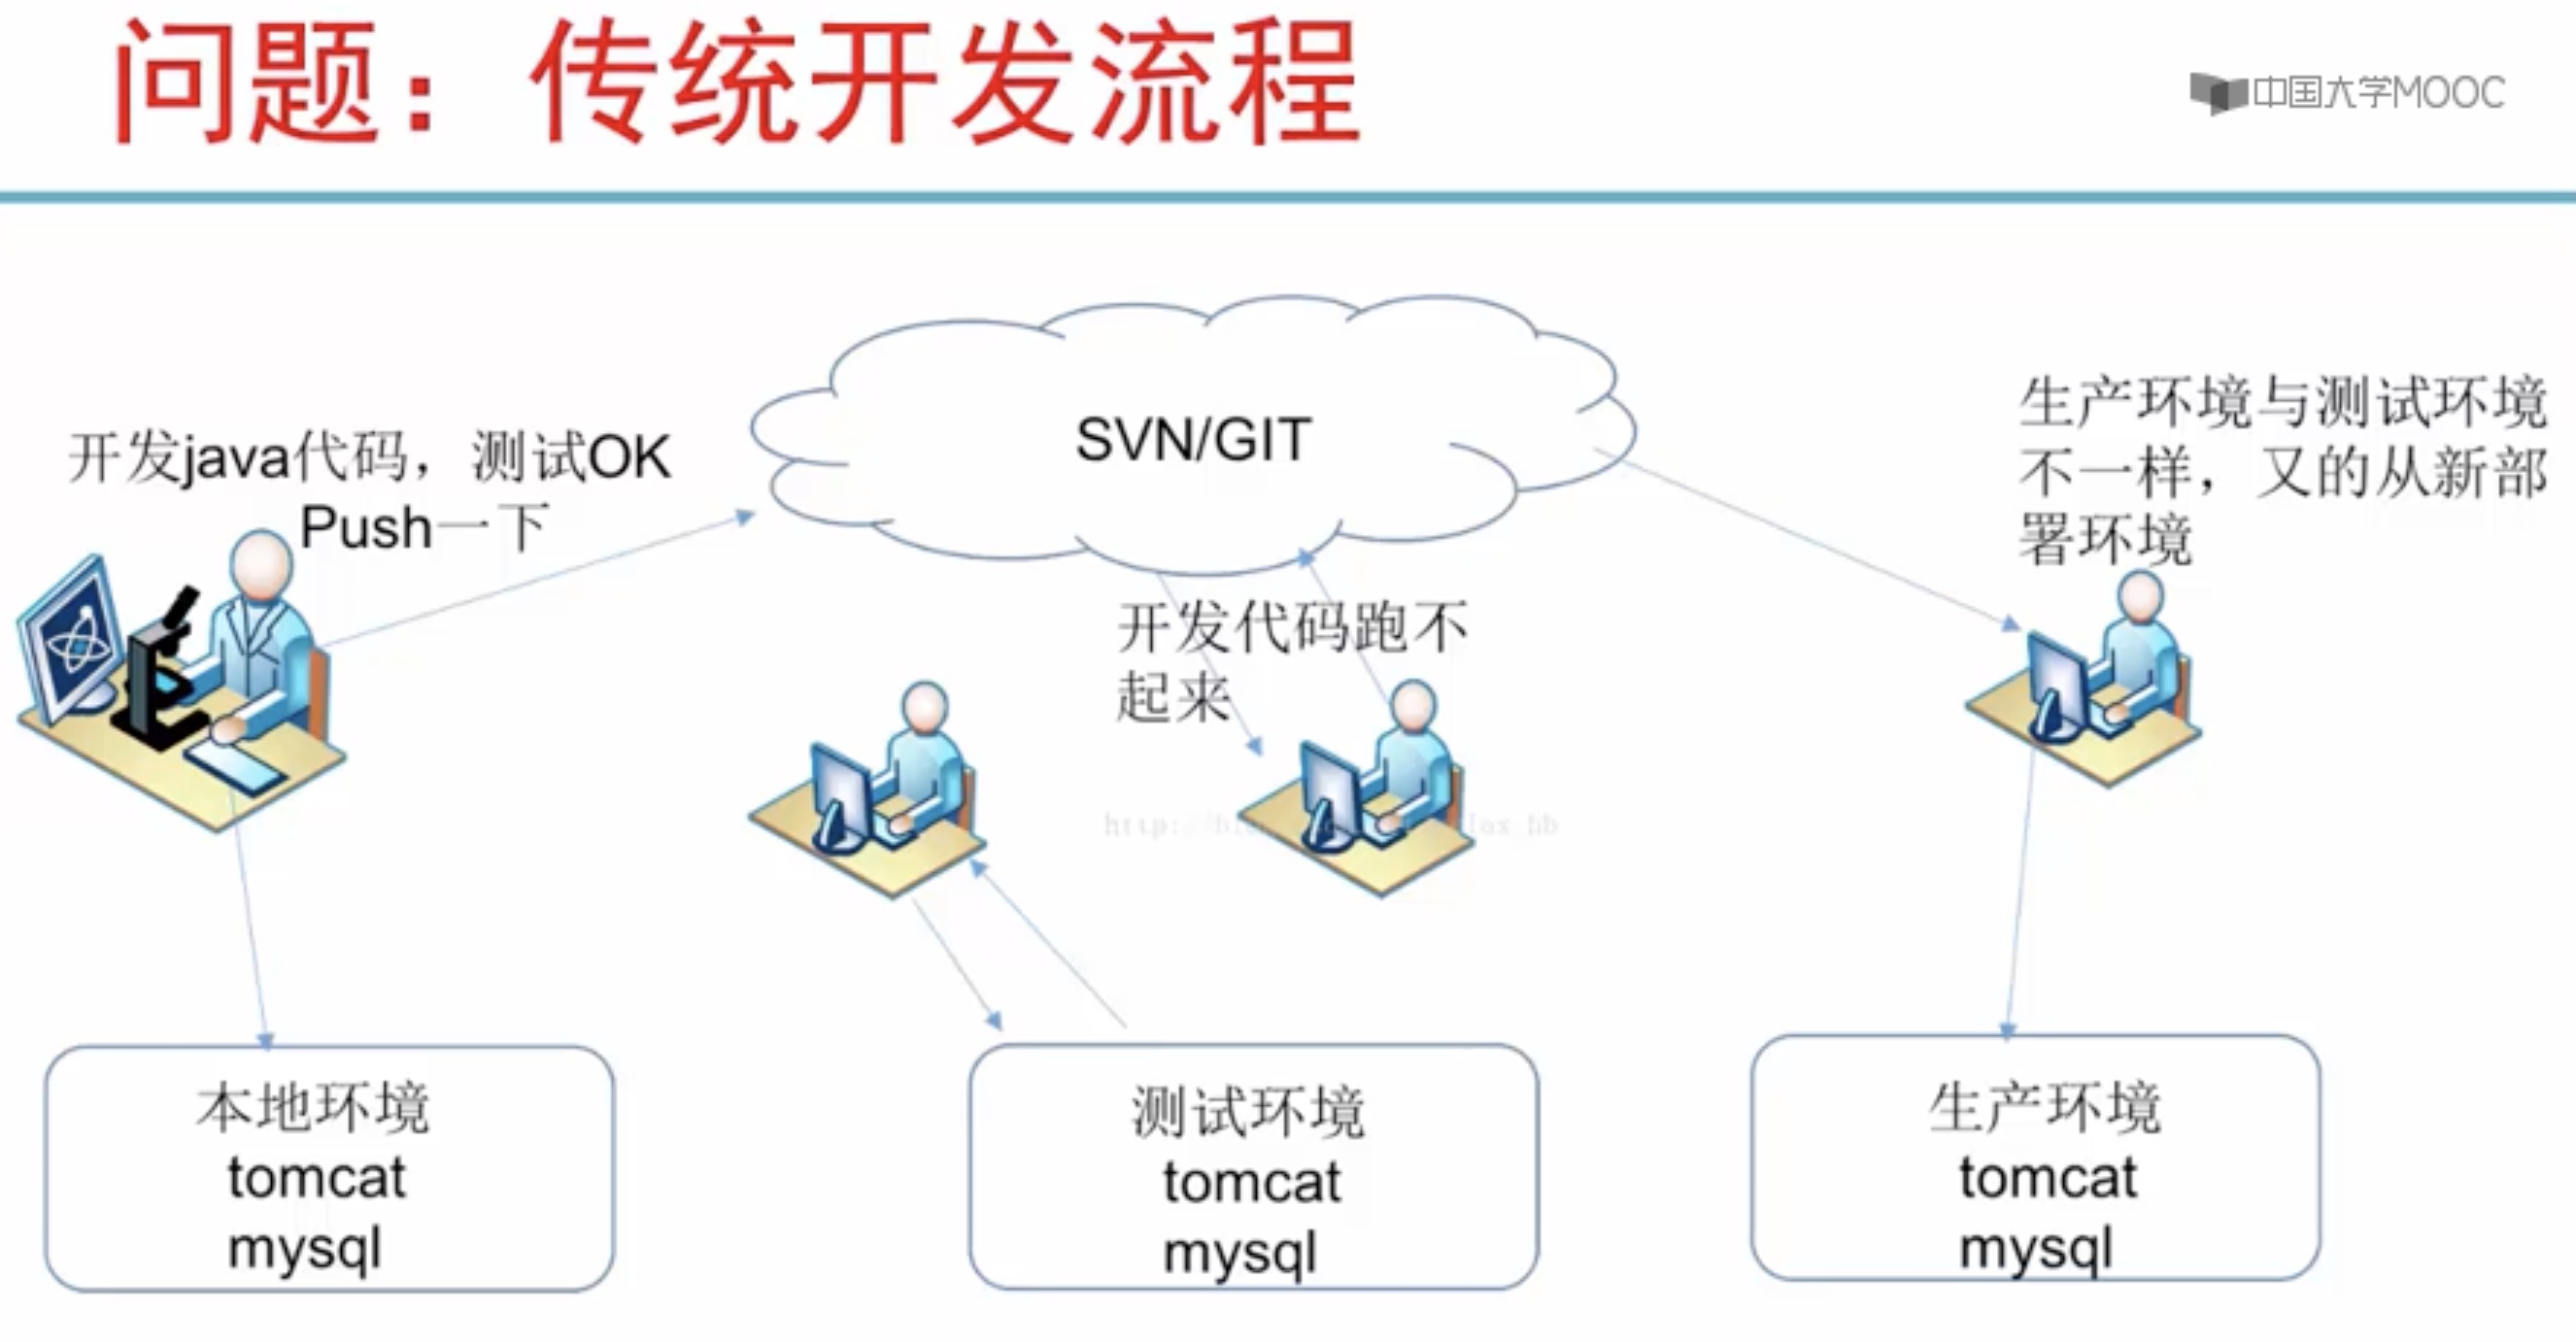 问题：传统开发流程
中国大学MOOC
SVN/GIT
开发java代码，测试OK
Push一下
生产环境与测试环境
不一样，又的从新部
署环境
开发代码跑不
起来
本地环境
tomcat
mysql
测试环境
tomcat
mysql
生产环境
tomcat
mysql